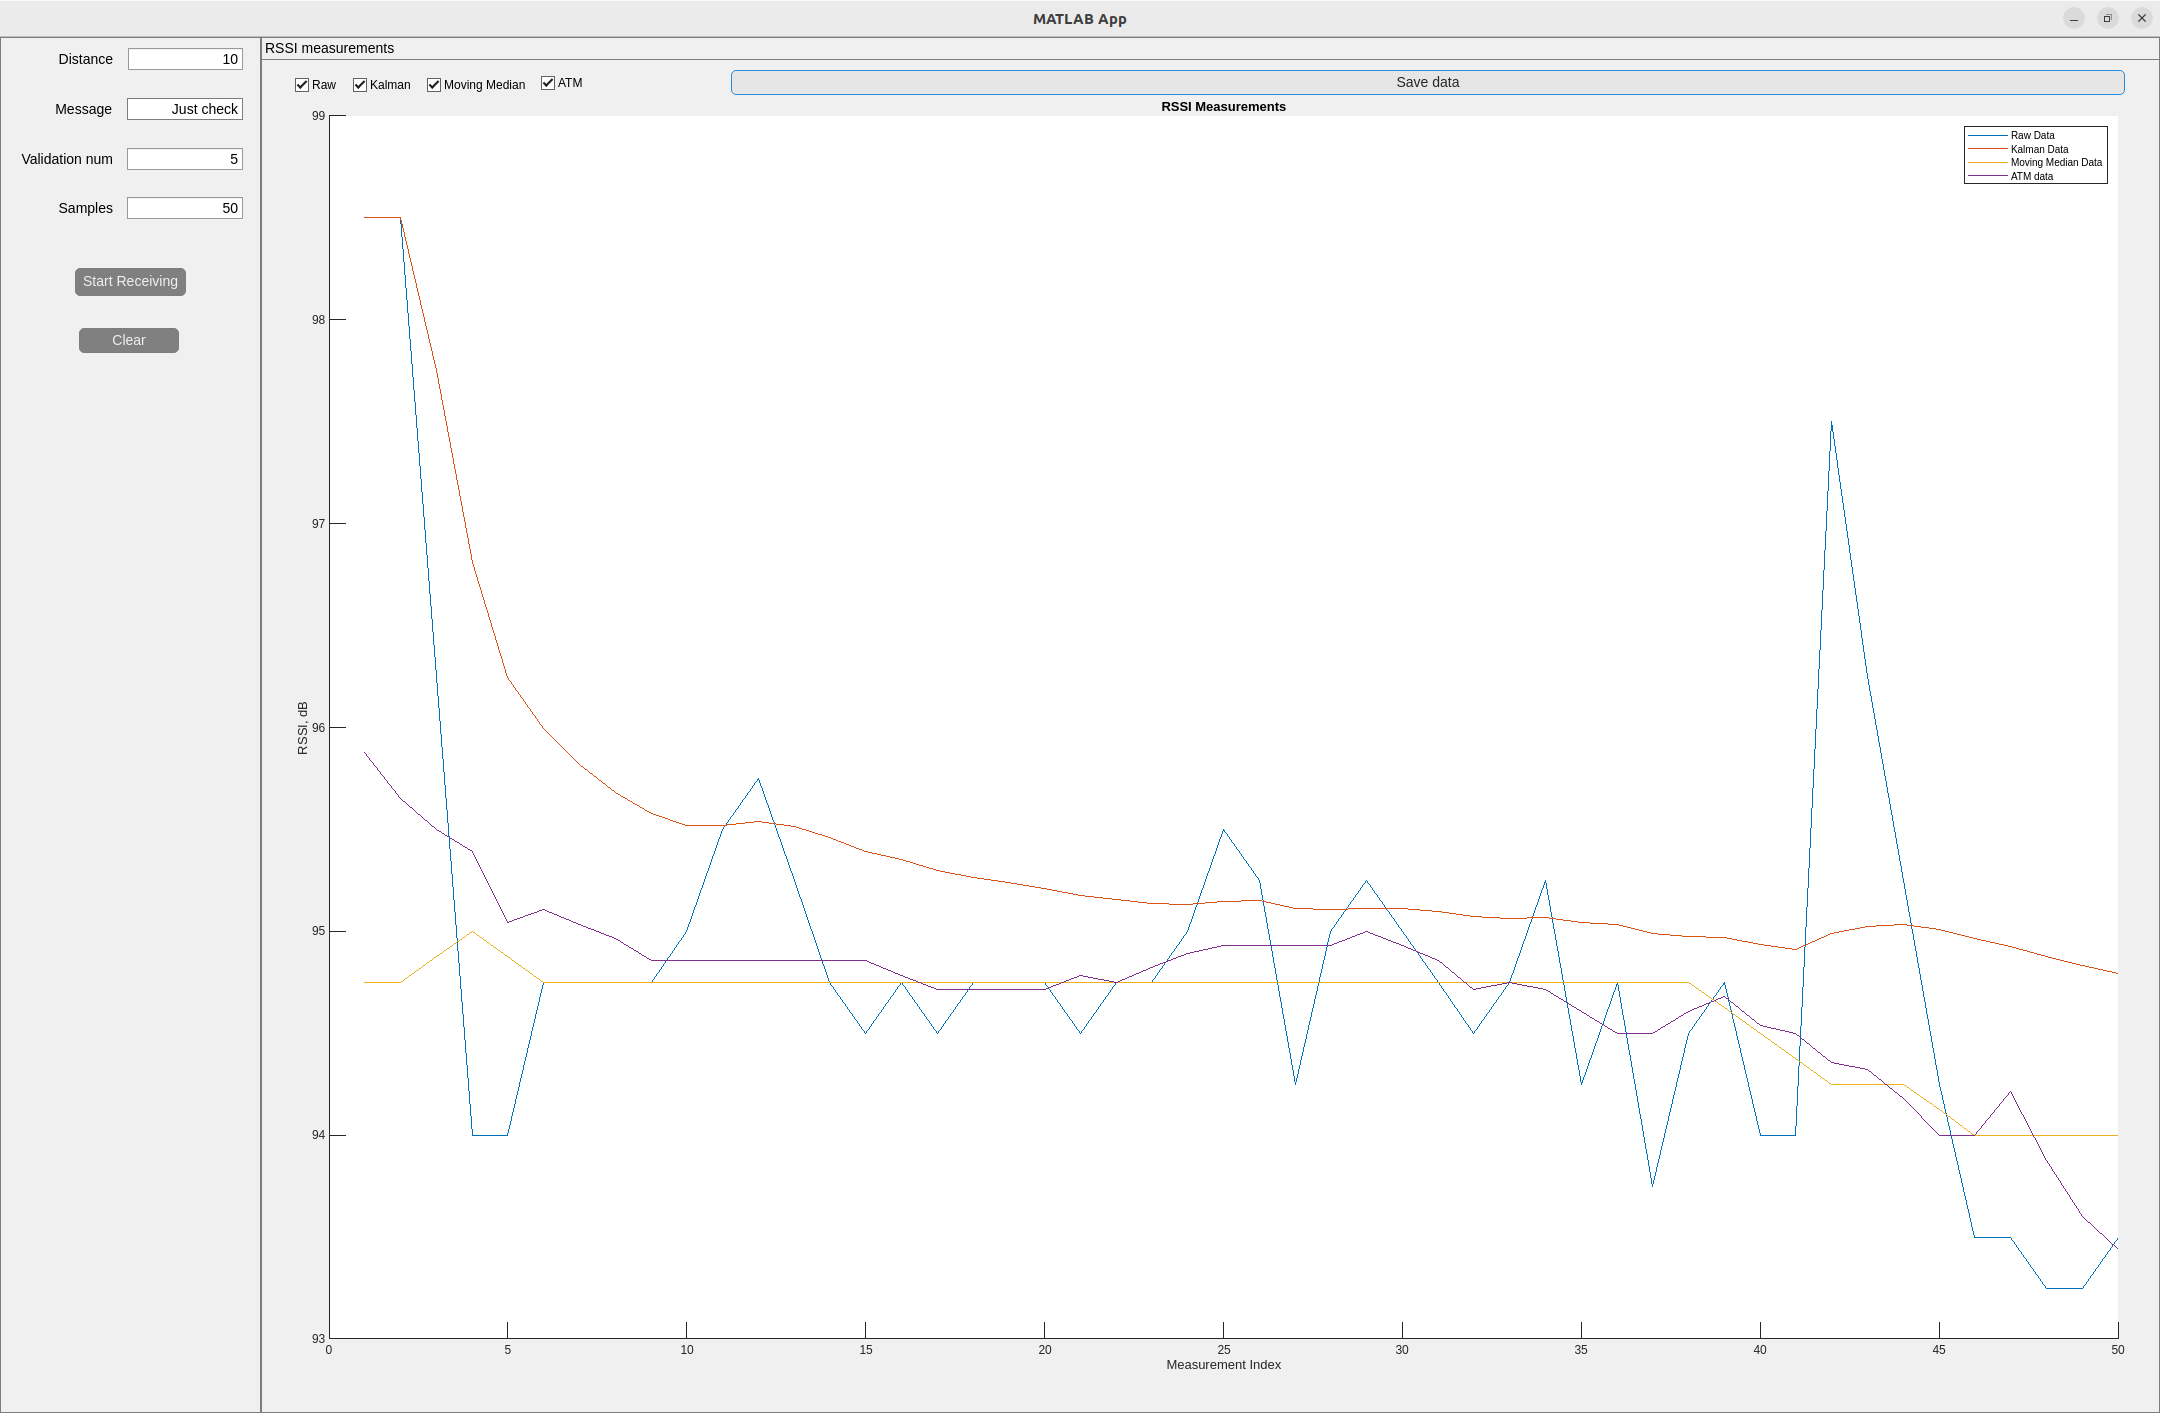 MATLAB App
Distance 10
Message Just check
Validation num 5
Samples 50
Start Receiving
Clear
RSSI measurements
Raw Kalman Moving Median ATM Save data
RSSI Measurements
Raw Data
Kalman Data
Moving Median Data
ATM data
99
98
97
96
95
94
93
RSSI, dB
0 5 10 15 20 25 30 35 40 45 50
Measurement Index